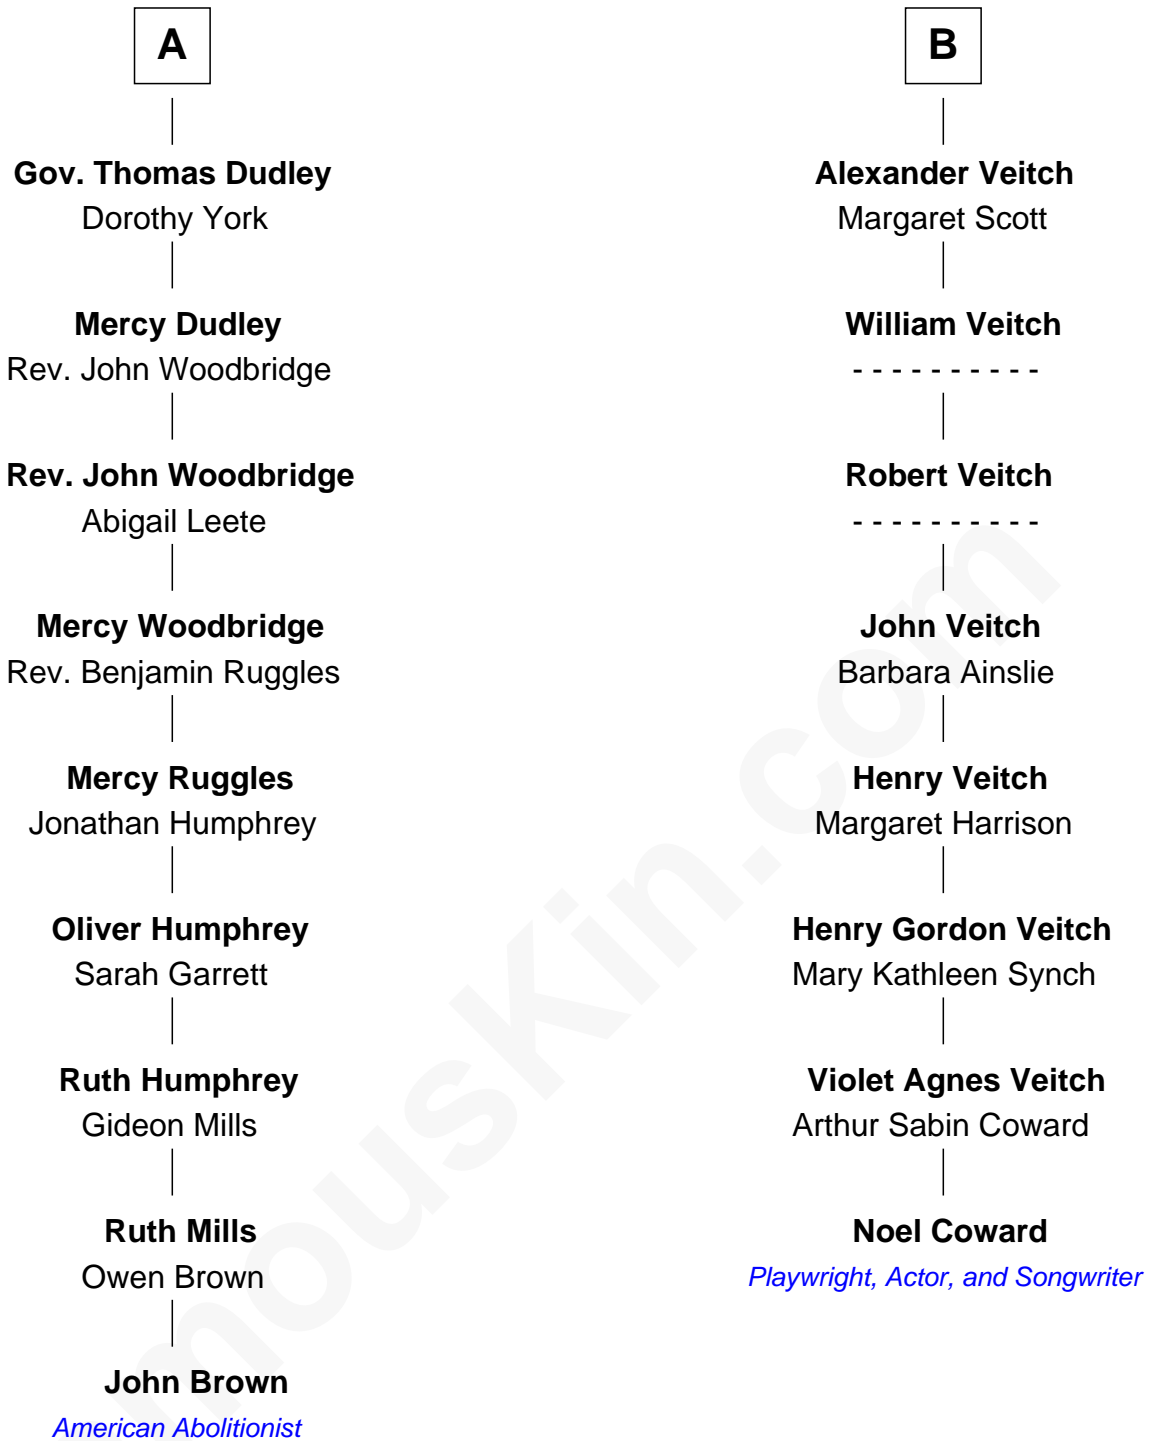 A
Gov. Thomas Dudley
Dorothy York
Mercy Dudley
Rev. John Woodbridge
Rev. John Woodbridge
Abigail Leete
Mercy Woodbridge
Rev. Benjamin Ruggles
Mercy Ruggles
Jonathan Humphrey
Oliver Humphrey
Sarah Garrett
Ruth Humphrey
Gideon Mills
Ruth Mills
Owen Brown
John Brown
American Abolitionist
B
Alexander Veitch
Margaret Scott
William Veitch
- - - - - - - - - -
Robert Veitch
- - - - - - - - - -
John Veitch
Barbara Ainslie
Henry Veitch
Margaret Harrison
Henry Gordon Veitch
Mary Kathleen Synch
Violet Agnes Veitch
Arthur Sabin Coward
Noel Coward
Playwright, Actor, and Songwriter
mousKin.com